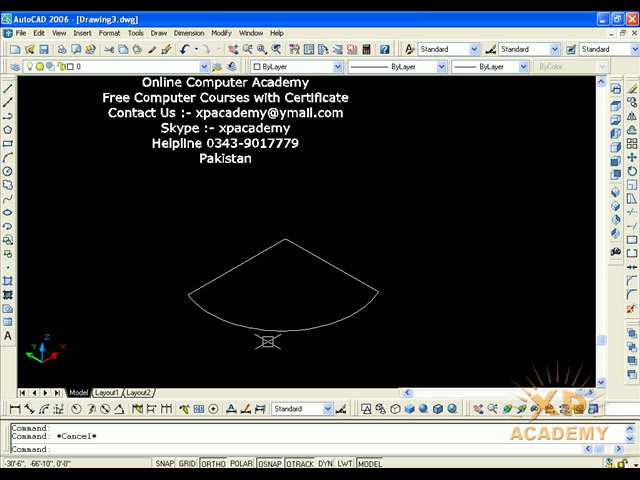 AutoCAD 2006 - [Drawing3.dwg]
File Edit View Insert Format Tools Draw Dimension Modify Window Help
Standard Standard Standard
0 ByLayer ByLayer ByLayer ByColor
Online Computer Academy
Free Computer Courses with Certificate
Contact Us :- xpacademy@ymail.com
Skype :- xpacademy
Helpline 0343-9017779
Pakistan
Z
Y X
Model Layout1 Layout2
Standard
XP
ACADEMY
Command:
Command: *Cancel*
Command:
-30'-6", -66'-10", 0'-0" SNAP GRID ORTHO POLAR OSNAP OTRACK DYN LWT MODEL